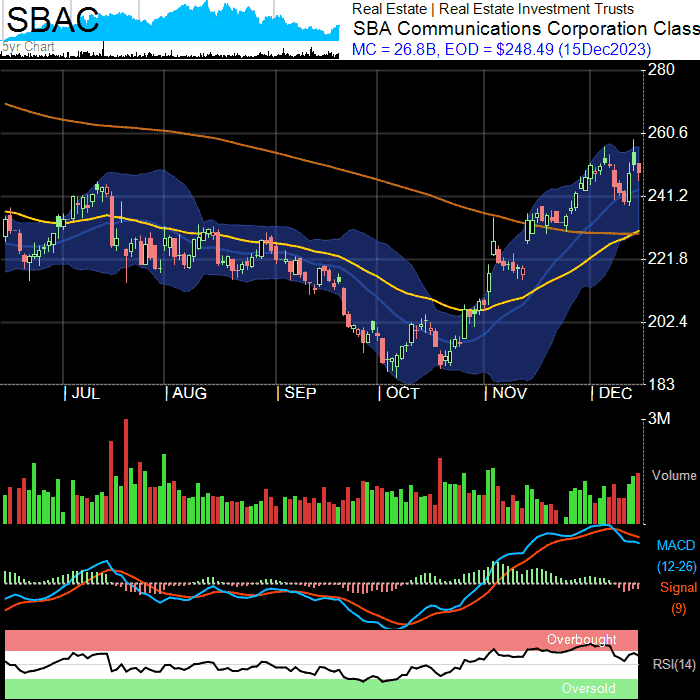 SBAC
5yr Chart
Real Estate | Real Estate Investment Trusts
SBA Communications Corporation Class
MC = 26.8B, EOD = $248.49 (15Dec2023)
280
260.6
241.2
221.8
202.4
183
| JUL
| AUG
| SEP
| OCT
| NOV
| DEC
3M
Volume
MACD
(12-26)
Signal
(9)
Overbought
RSI(14)
Oversold